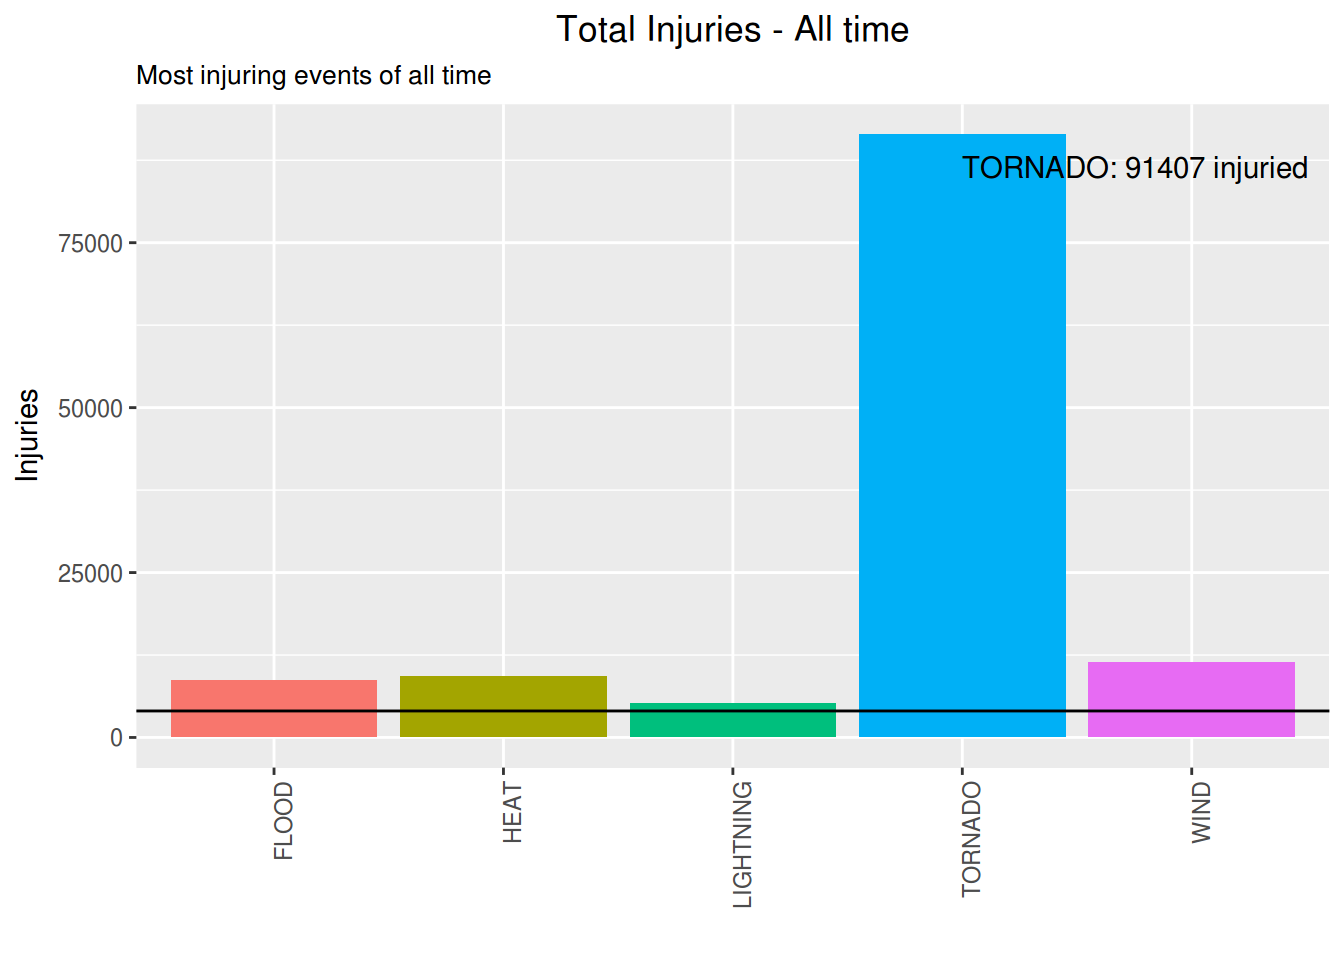 Total Injuries - All time
Most injuring events of all time
TORNADO: 91407 injuried
75000
50000
25000
0
Injuries
FLOOD
HEAT
LIGHTNING
TORNADO
WIND